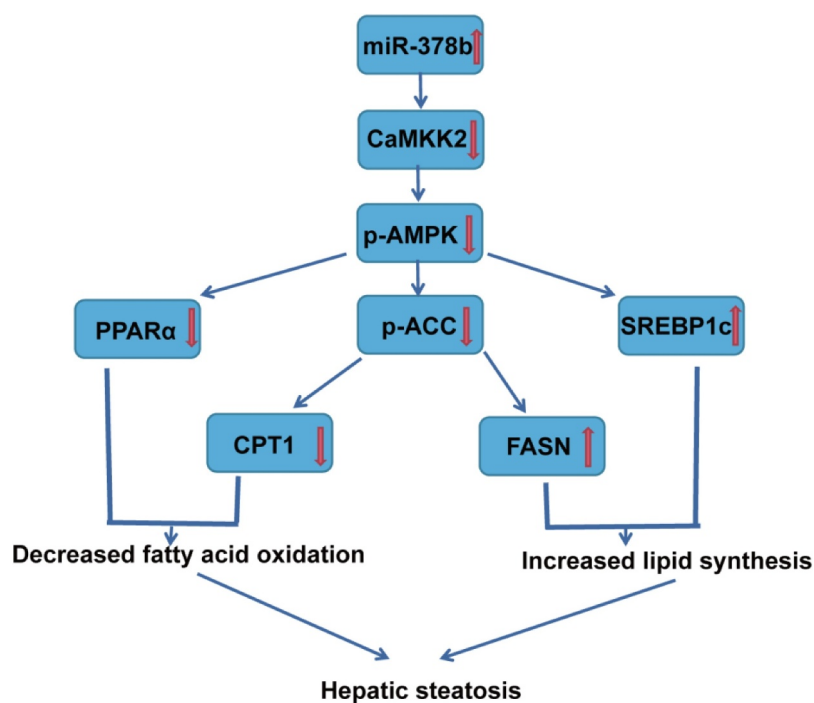 miR-378b
CaMKK2
p-AMPK
PPARα
p-ACC
SREBP1c
CPT1
FASN
Decreased fatty acid oxidation
Increased lipid synthesis
Hepatic steatosis